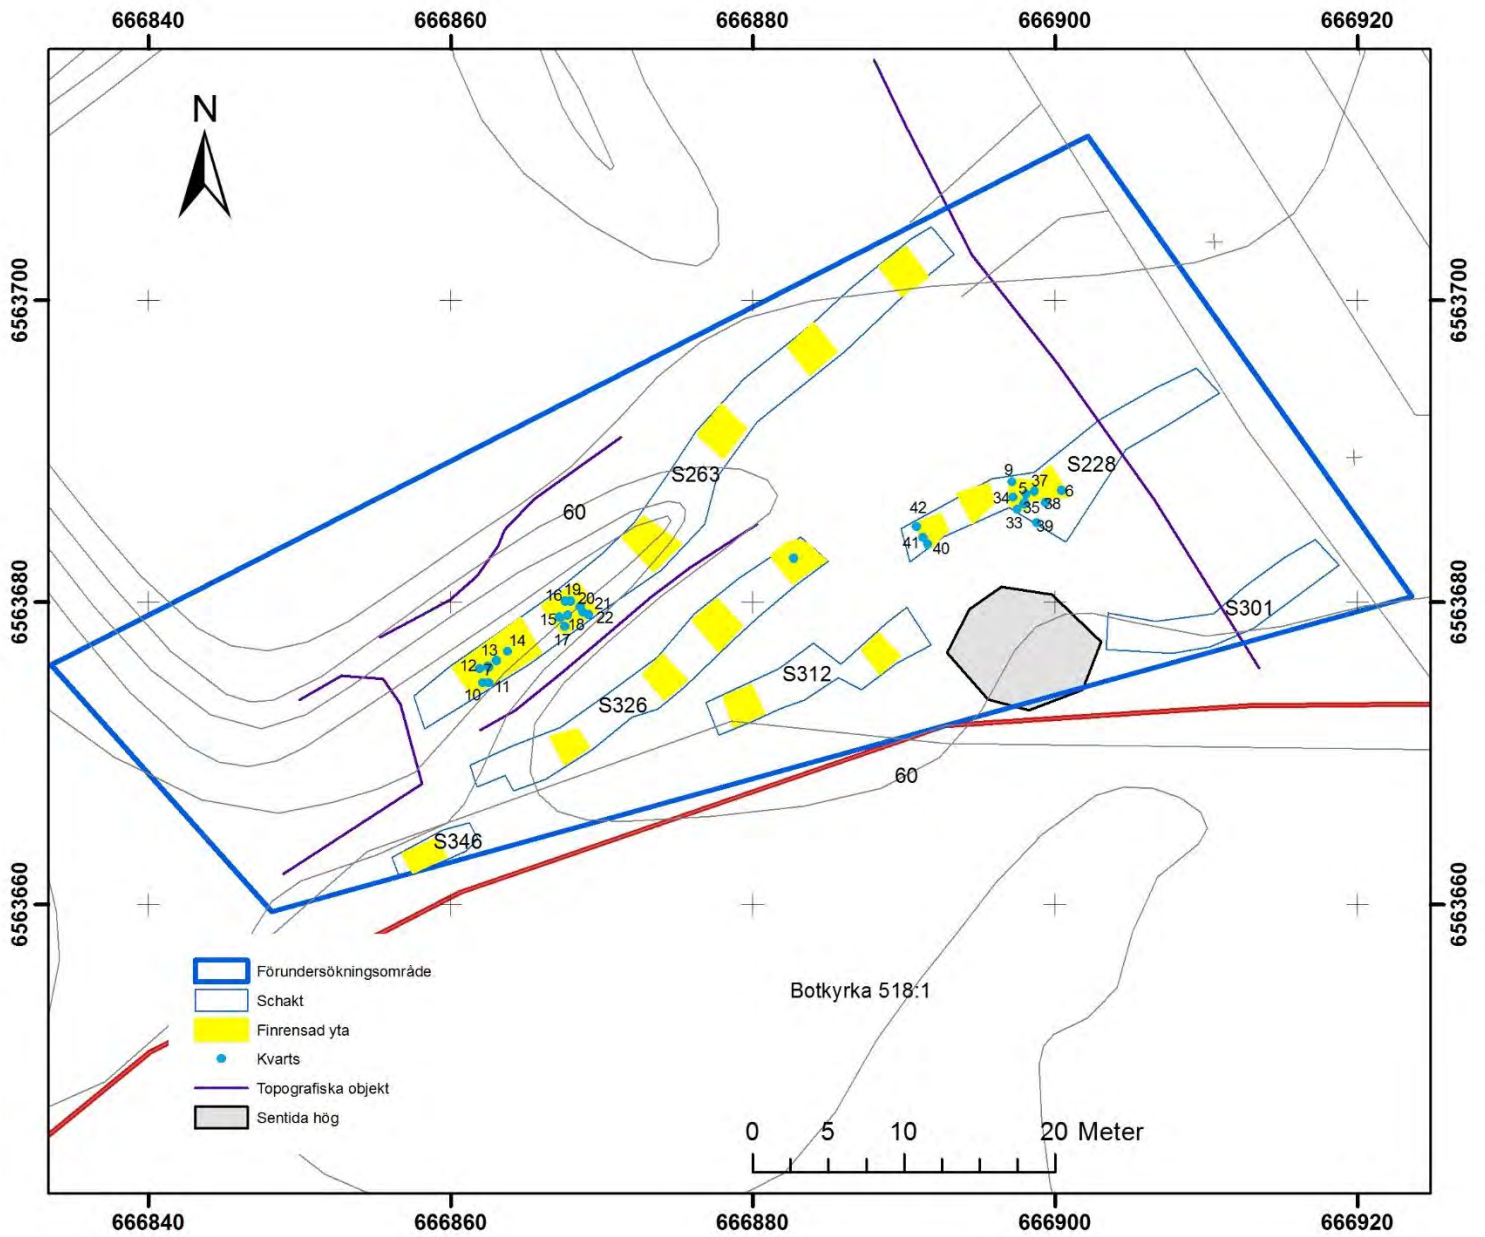 666840 666860 666880 666900 666920
N
6563700 6563700
S263
S228
9 37
5 6
34 35 38
33 39
42
41 40
60
6563680 6563680
19
16 20 21
15 18 22
17
14
13
12 7
10 11
S301
S312
S326
60
S346
6563660 6563660
Förundersökningsområde
Schakt
Finrensad yta
Kvarts
Topografiska objekt
Sentida hög
Botkyrka 518:1
0 5 10 20 Meter
666840 666860 666880 666900 666920